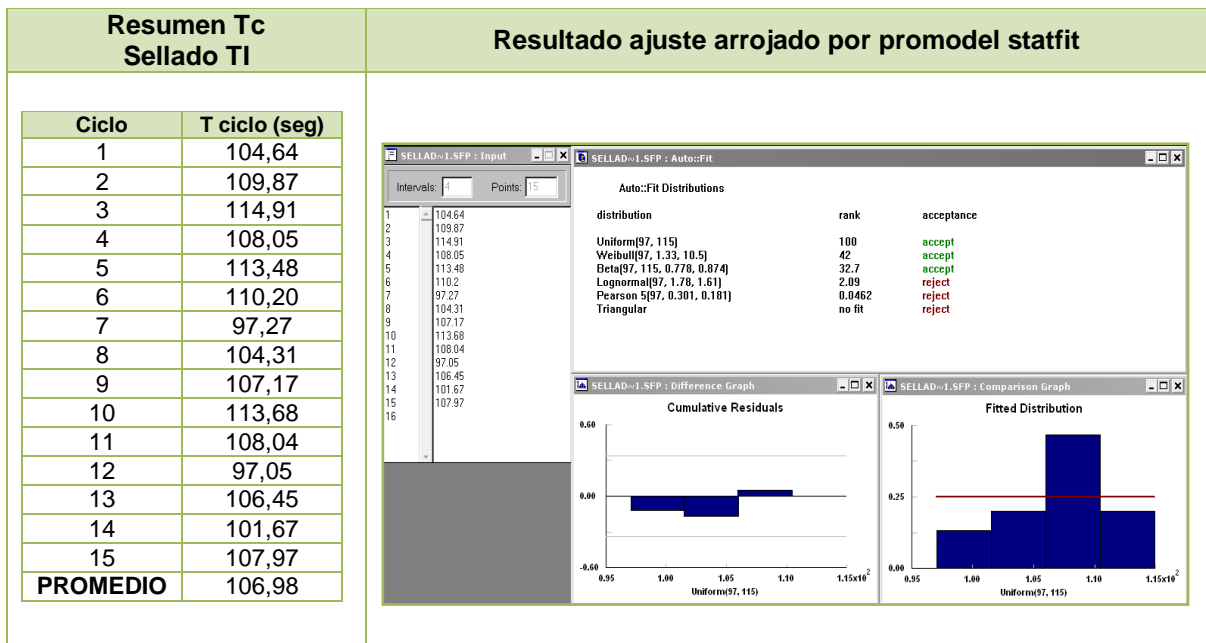 Resumen Tc
Sellado TI
Resultado ajuste arrojado por promodel statfit
Ciclo T ciclo (seg)
1 104,64
2 109,87
3 114,91
4 108,05
5 113,48
6 110,20
7 97,27
8 104,31
9 107,17
10 113,68
11 108,04
12 97,05
13 106,45
14 101,67
15 107,97
PROMEDIO 106,98
SELLAD~1.SFP : Input
Intervals: 4 Points: 15
1 104.64
2 109.87
3 114.91
4 108.05
5 113.48
6 110.2
7 97.27
8 104.31
9 107.17
10 113.68
11 108.04
12 97.05
13 106.45
14 101.67
15 107.97
16
SELLAD~1.SFP : Auto::Fit
Auto::Fit Distributions
distribution rank acceptance
Uniform(97, 115) 100 accept
Weibull(97, 1.33, 10.5) 42 accept
Beta(97, 115, 0.778, 0.874) 32.7 accept
Lognormal(97, 1.78, 1.61) 2.09 reject
Pearson 5(97, 0.301, 0.181) 0.0462 reject
Triangular no fit reject
SELLAD~1.SFP : Difference Graph
Cumulative Residuals
0.60
0.00
-0.60
0.95 1.00 1.05 1.10 1.15x10^2
Uniform(97, 115)
SELLAD~1.SFP : Comparison Graph
Fitted Distribution
0.50
0.25
0.00
0.95 1.00 1.05 1.10 1.15x10^2
Uniform(97, 115)